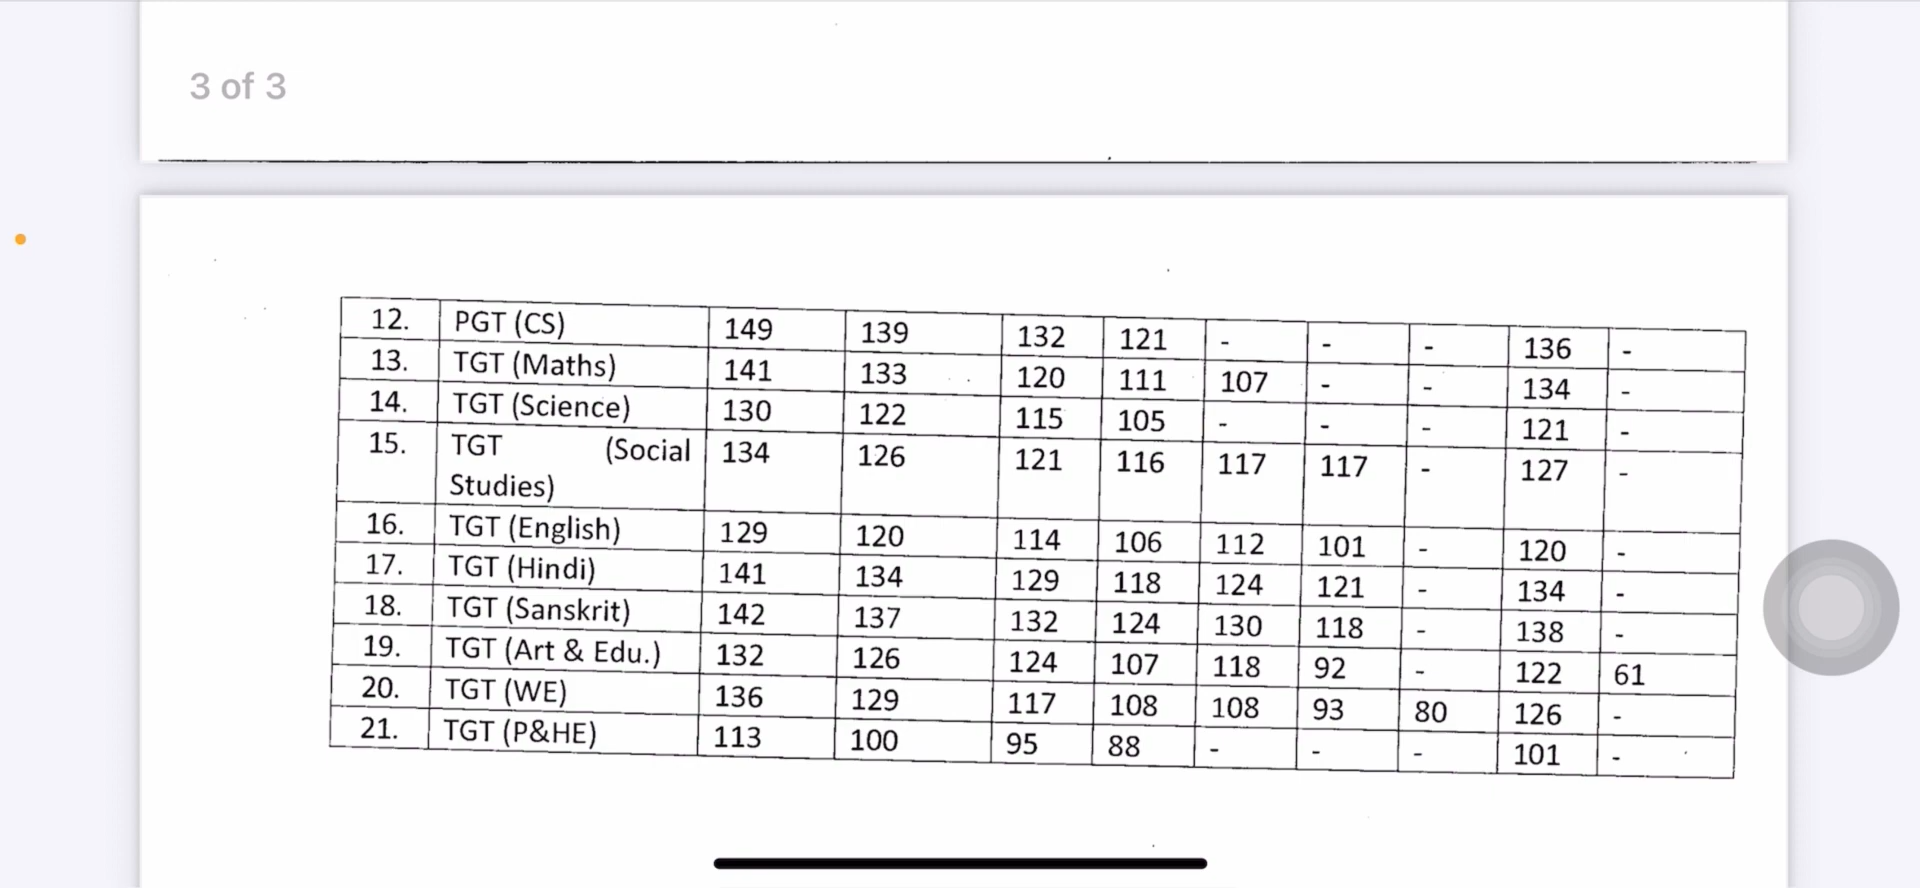 3 of 3
12. PGT (CS) 149 139 132 121 - - - 136 -
13. TGT (Maths) 141 133 120 111 107 - - 134 -
14. TGT (Science) 130 122 115 105 - - - 121 -
15. TGT (Social 134 126 121 116 117 117 - 127 -
Studies)
16. TGT (English) 129 120 114 106 112 101 - 120 -
17. TGT (Hindi) 141 134 129 118 124 121 - 134 -
18. TGT (Sanskrit) 142 137 132 124 130 118 - 138 -
19. TGT (Art & Edu.) 132 126 124 107 118 92 - 122 61
20. TGT (WE) 136 129 117 108 108 93 80 126 -
21. TGT (P&HE) 113 100 95 88 - - - 101 -